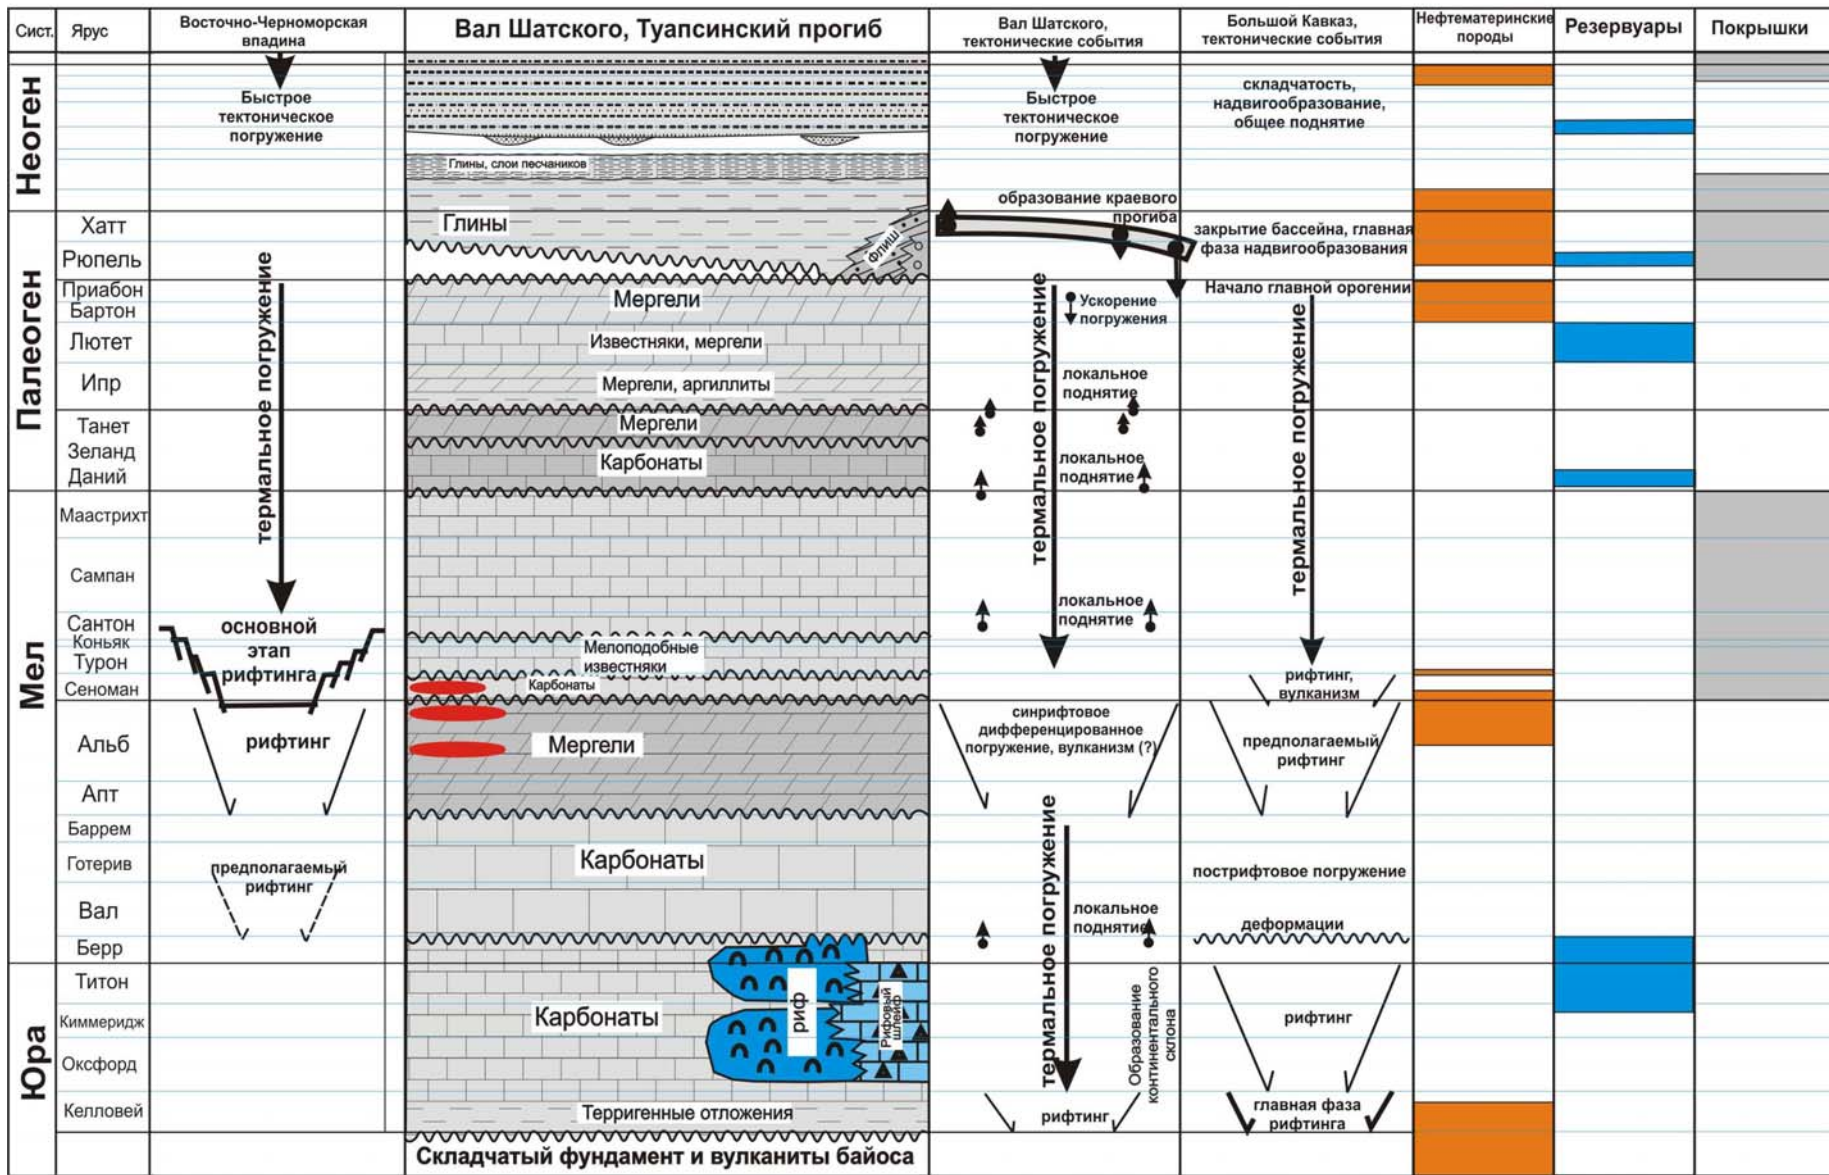 Сист.
Ярус
Восточно-Черноморская
впадина
Вал Шатского, Туапсинский прогиб
Вал Шатского,
тектонические события
Большой Кавказ,
тектонические события
Нефтематеринские
породы
Резервуары
Покрышки
Неоген
Быстрое
тектоническое
погружение
Глины, слои песчаников
Быстрое
тектоническое
погружение
складчатость,
надвигообразование,
общее поднятие
Палеоген
Хатт
Рюпель
Приабон
Бартон
Лютет
Ипр
Танет
Зеланд
Даний
термальное погружение
Глины
Флиш
Мергели
Известняки, мергели
Мергели, аргиллиты
Мергели
Карбонаты
образование краевого
прогиба
термальное погружение
Ускорение
погружения
локальное
поднятие
локальное
поднятие
закрытие бассейна, главная
фаза надвигообразования
Начало главной орогении
термальное погружение
Мел
Маастрихт
Сампан
Сантон
Коньяк
Турон
Сеноман
Альб
Апт
Баррем
Готерив
Вал
Берр
основной
этап
рифтинга
рифтинг
предполагаемый
рифтинг
Мелоподобные
известняки
Карбонаты
Мергели
Карбонаты
локальное
поднятие
синрифтовое
дифференцированное
погружение, вулканизм (?)
термальное погружение
локальное
поднятие
рифтинг,
вулканизм
предполагаемый
рифтинг
пострифтовое погружение
деформации
Юра
Титон
Киммеридж
Оксфорд
Келловей
Карбонаты
риф
Рифовый
шлейф
Терригенные отложения
Образование
континентального
склона
рифтинг
рифтинг
главная фаза
рифтинга
Складчатый фундамент и вулканиты байоса